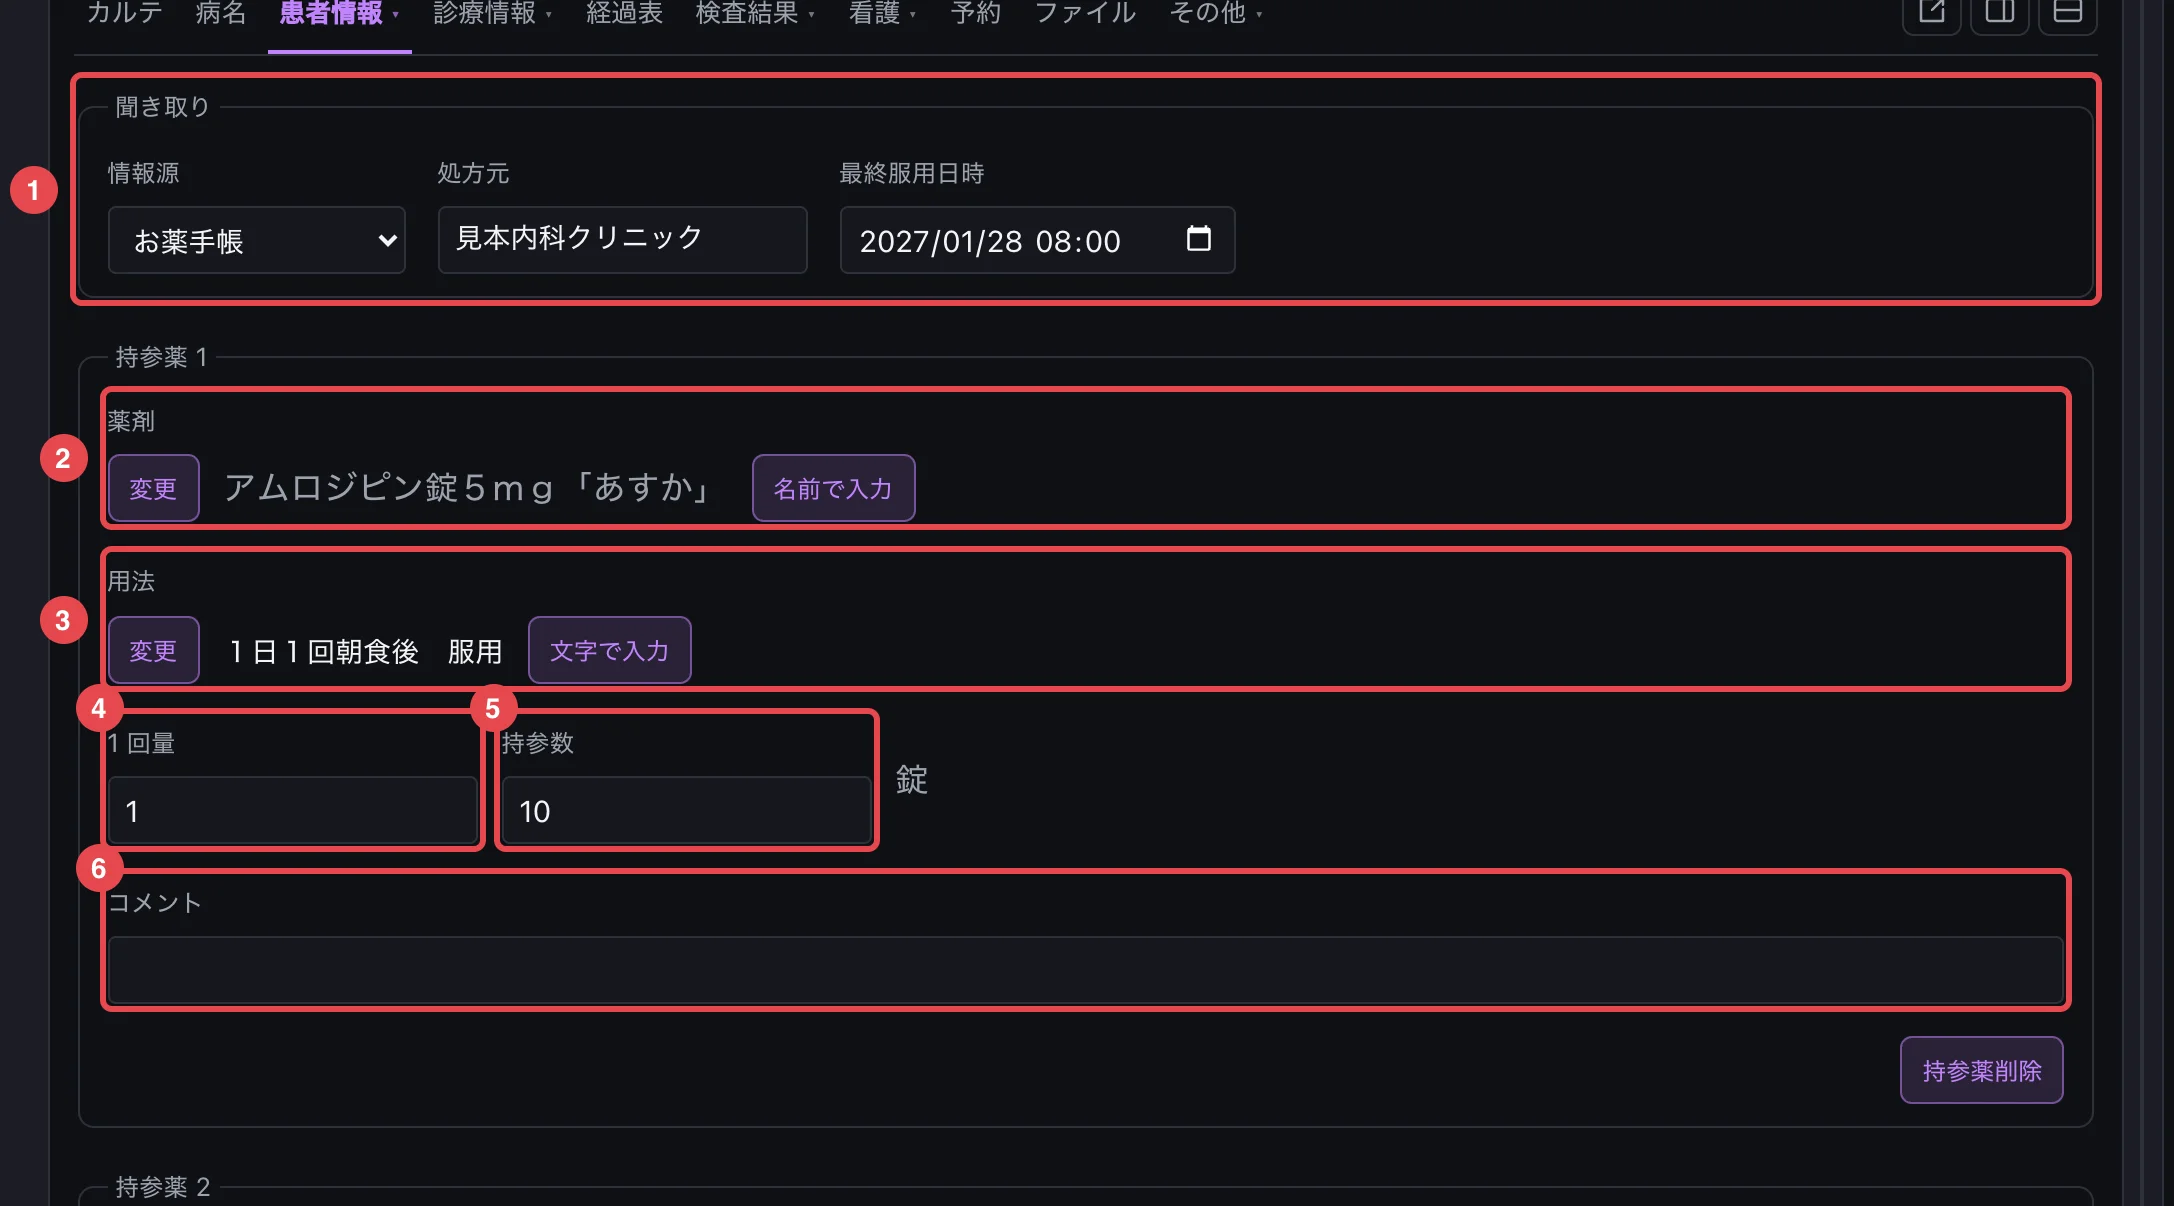 カルテ 病名 患者情報 診療情報 経過表 検査結果 看護 予約 ファイル その他
聞き取り
1
情報源 処方元 最終服用日時
お薬手帳 見本内科クリニック 2027/01/28 08:00
持参薬 1
2
薬剤
変更 アムロジピン錠５ｍｇ「あすか」 名前で入力
3
用法
変更 １日１回朝食後　服用 文字で入力
4 5
1 回量 持参数
1 10 錠
6
コメント
持参薬削除
持参薬 2